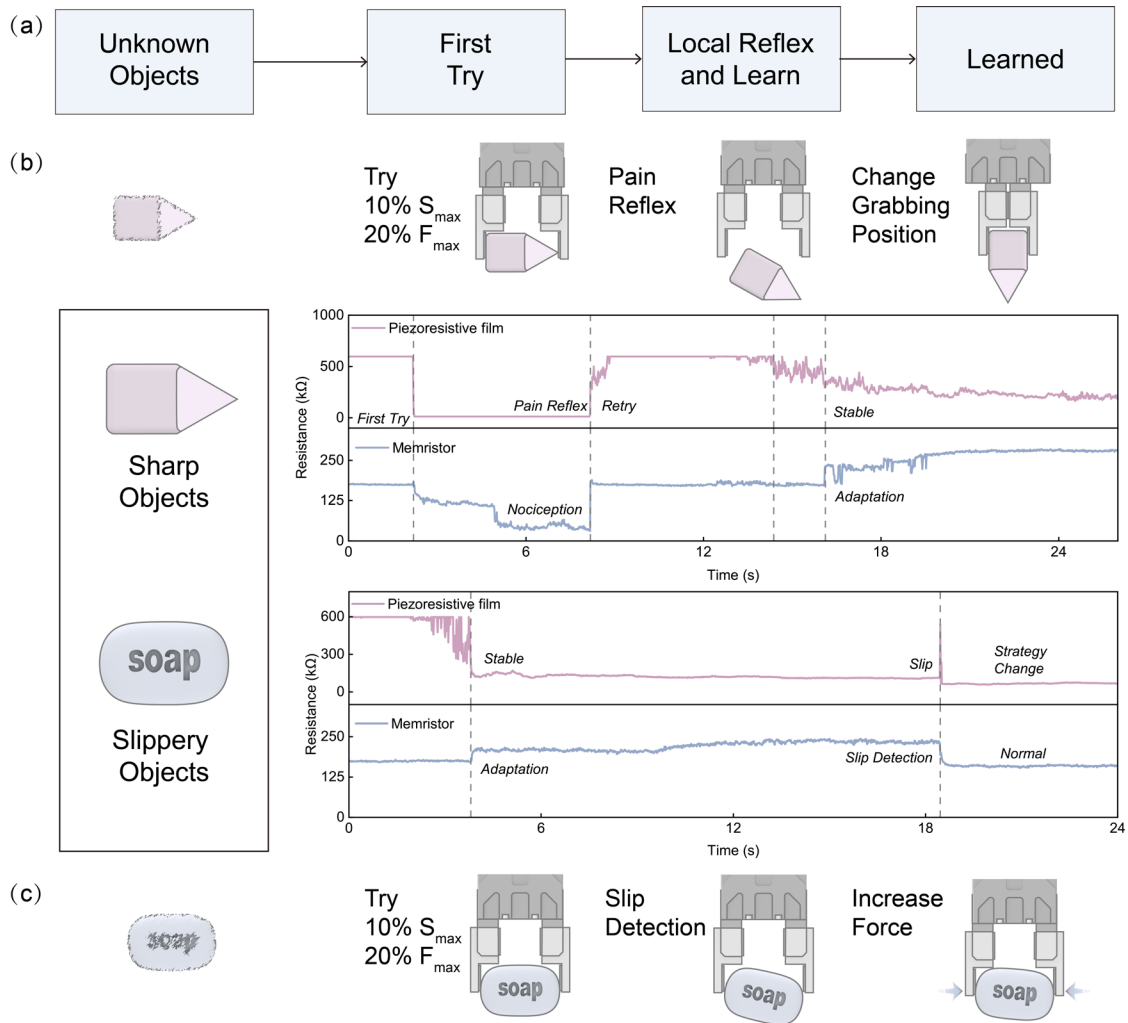 (a)
Unknown
Objects
First
Try
Local Reflex
and Learn
Learned
(b)
Try
10% Smax
20% Fmax
Pain
Reflex
Change
Grabbing
Position
Sharp
Objects
soap
Slippery
Objects
Resistance (kΩ)
1000
500
0
Piezoresistive film
First Try
Pain Reflex
Retry
Stable
250
125
0
Memristor
Nociception
Adaptation
0
6
12
18
24
Time (s)
Resistance (kΩ)
600
300
0
Piezoresistive film
Stable
Slip
Strategy
Change
250
125
0
Memristor
Adaptation
Slip Detection
Normal
0
6
12
18
24
Time (s)
(c)
soap
Try
10% Smax
20% Fmax
soap
Slip
Detection
soap
Increase
Force
soap